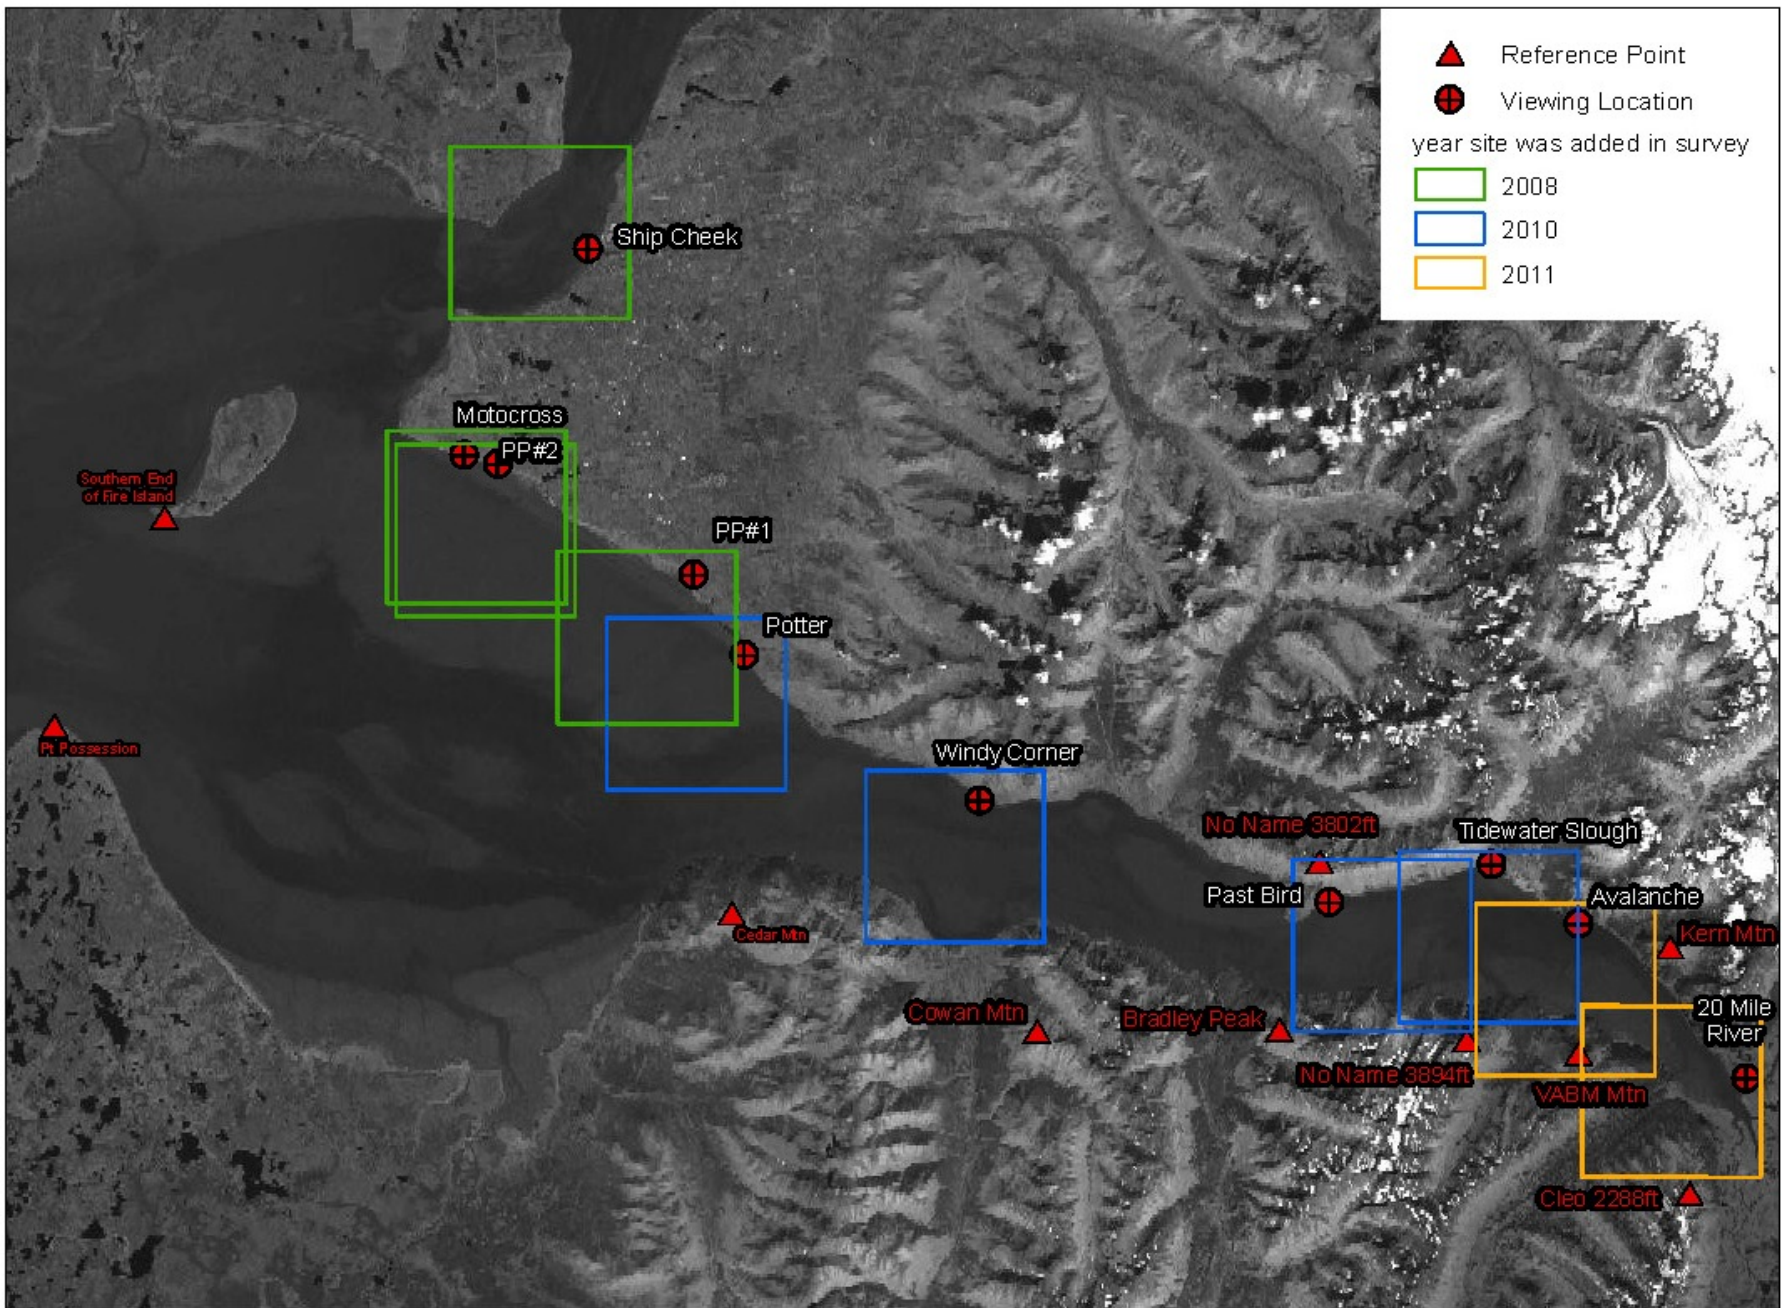 Reference Point
Viewing Location
year site was added in survey
2008
2010
2011
Ship Cheek
Motocross
PP#2
Southern End
of Fire Island
PP#1
Potter
Pt Possession
Windy Corner
No Name 3802ft
Tidewater Slough
Past Bird
Avalanche
Cedar Mtn
Kern Mtn
Cowan Mtn
Bradley Peak
20 Mile
River
No Name 3894ft
VABM Mtn
Cleo 2288ft